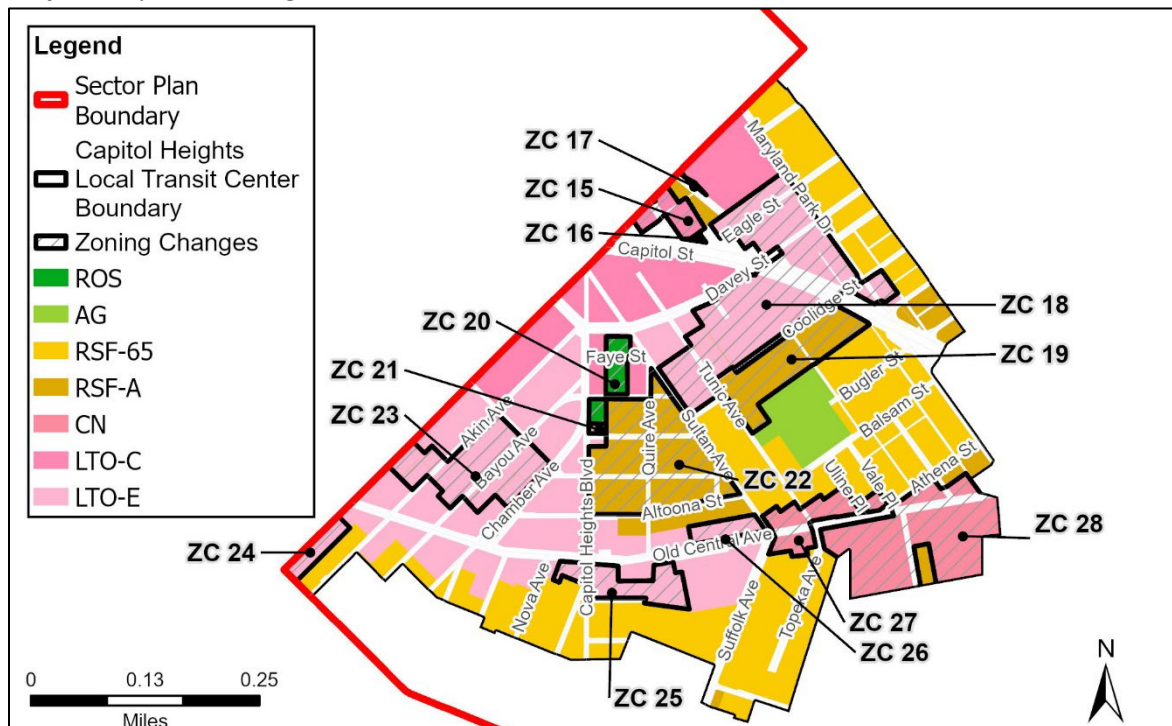 Legend
Sector Plan
Boundary
Capitol Heights
Local Transit Center
Boundary
Zoning Changes
ROS
AG
RSF-65
RSF-A
CN
LTO-C
LTO-E
ZC 17
ZC 15
ZC 16
ZC 20
ZC 21
ZC 23
ZC 24
ZC 18
ZC 19
ZC 22
ZC 28
ZC 27
ZC 26
ZC 25
Maryland Park Dr
Eagle St
Capitol St
Davey St
Coolidge St
Faye St
Tunic Ave
Bugler St
Balsam St
Akin Ave
Bayou Ave
Chamber Ave
Quire Ave
Sultan Ave
Uline Pl
Vale Pl
Athena St
Capitol Heights Blvd
Altoona St
Old Central Ave
Nova Ave
Suffolk Ave
Topeka Ave
0 0.13 0.25
Miles
N